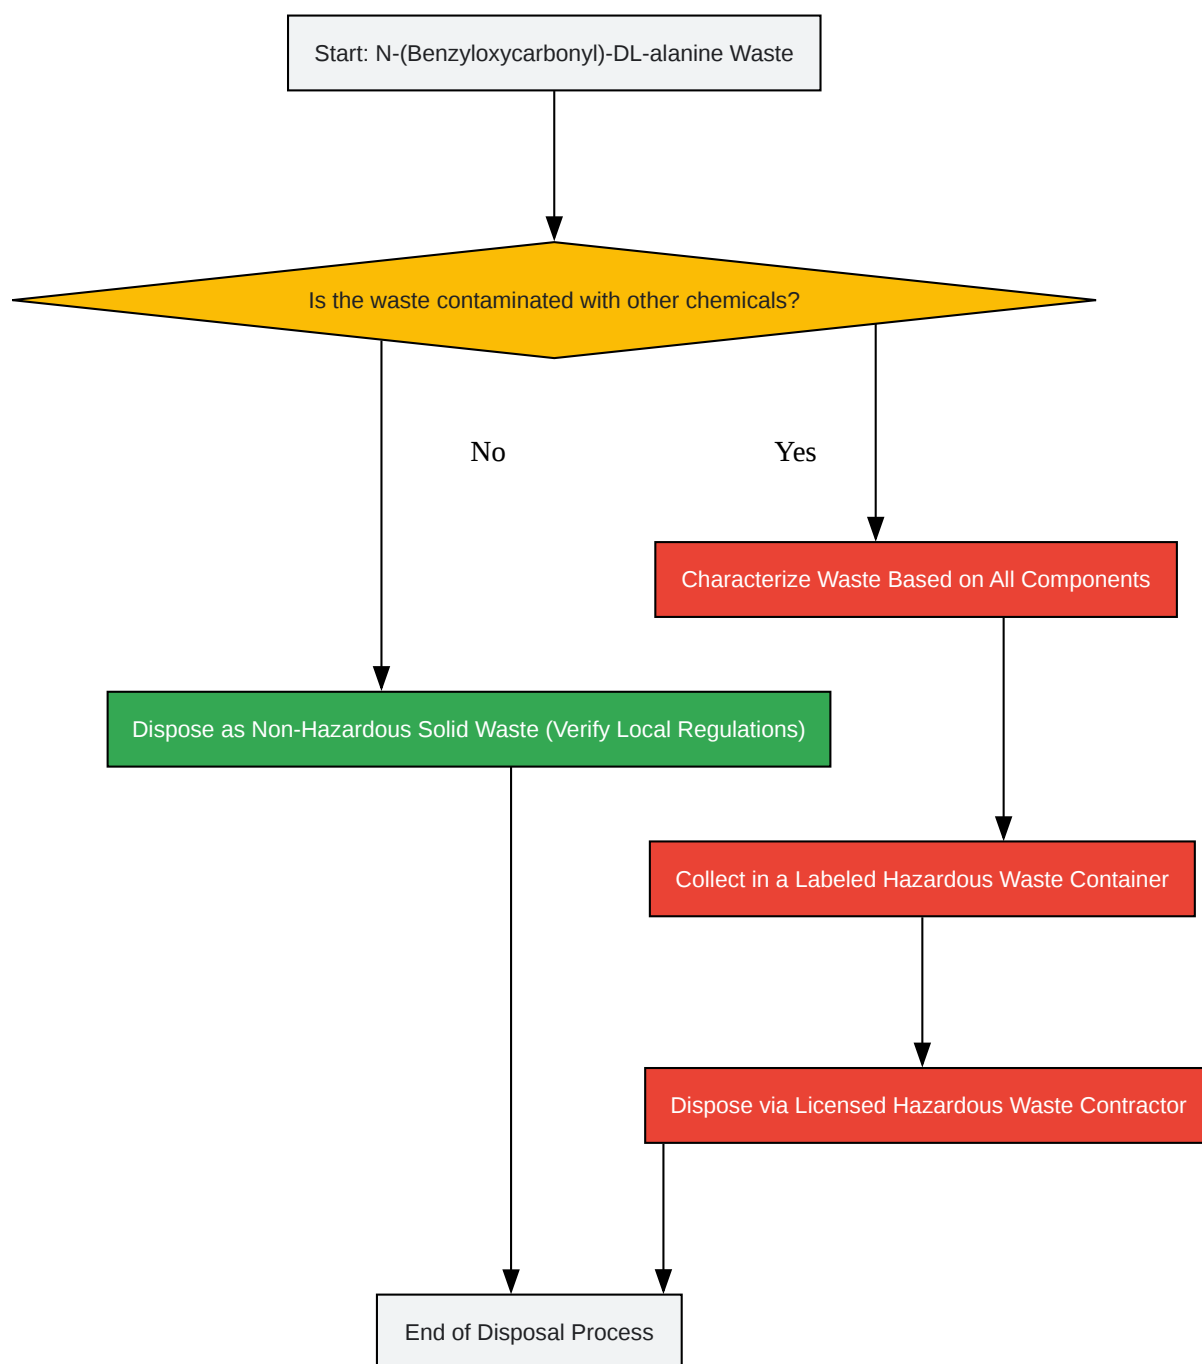 Start: N-(Benzyloxycarbonyl)-DL-alanine Waste
Is the waste contaminated with other chemicals?
No
Yes
Characterize Waste Based on All Components
Dispose as Non-Hazardous Solid Waste (Verify Local Regulations)
Collect in a Labeled Hazardous Waste Container
Dispose via Licensed Hazardous Waste Contractor
End of Disposal Process